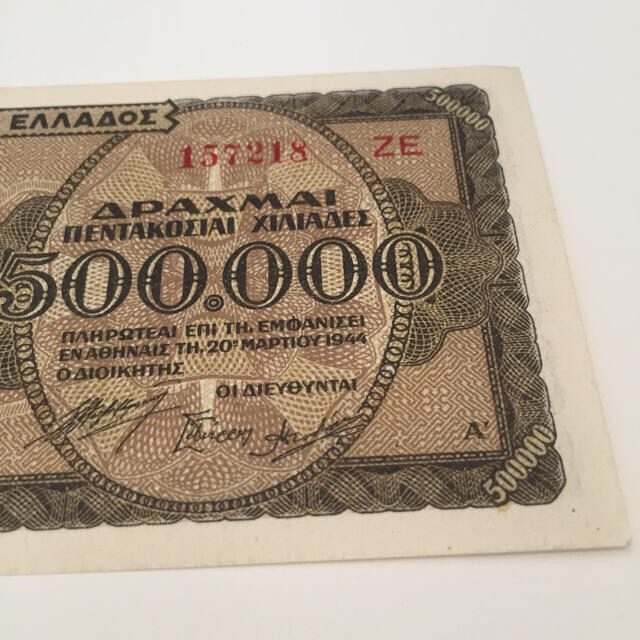 ΕΛΛΑΔΟΣ
500000
157218 ΖΕ
ΔΡΑΧΜΑΙ
ΠΕΝΤΑΚΟΣΙΑΙ ΧΙΛΙΑΔΕΣ
500.000
ΠΛΗΡΩΤΕΑΙ ΕΠΙ ΤΗ, ΕΜΦΑΝΙΣΕΙ
ΕΝ ΑΘΗΝΑΙΣ ΤΗ, 20ῌ ΜΑΡΤΙΟΥ 1944
Ο ΔΙΟΙΚΗΤΗΣ
ΟΙ ΔΙΕΥΘΥΝΤΑΙ
Α'
500000